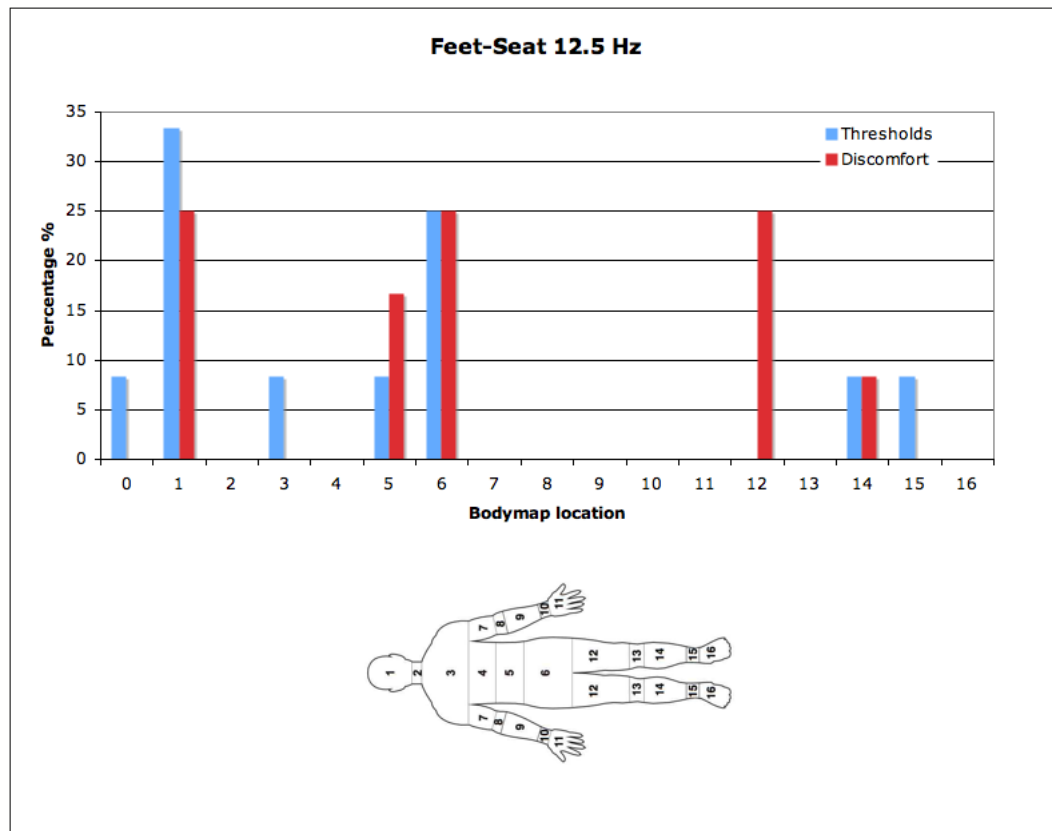 Feet-Seat 12.5 Hz
35
30
25
20
15
10
5
0
Percentage %
Thresholds
Discomfort
0 1 2 3 4 5 6 7 8 9 10 11 12 13 14 15 16
Bodymap location
11
10
9
8
7
12 13 14 15 16
1 2 3 4 5 6
12 13 14 15 16
7
8
9
10
11